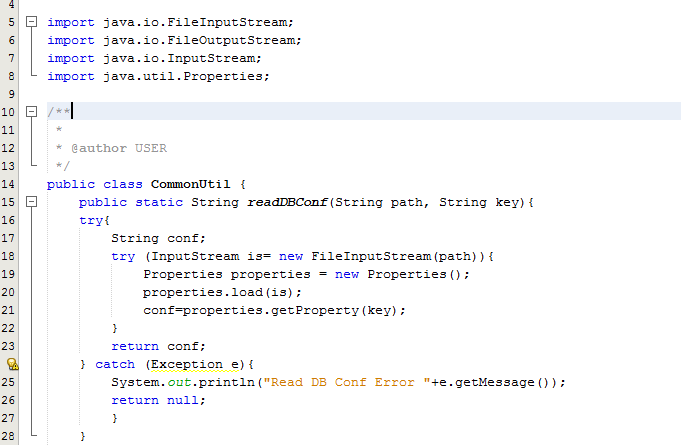 4
5 import java.io.FileInputStream;
6 import java.io.FileOutputStream;
7 import java.io.InputStream;
8 import java.util.Properties;
9
10 /**
11 *
12 * @author USER
13 */
14 public class CommonUtil {
15 public static String readDBConf(String path, String key){
16 try{
17 String conf;
18 try (InputStream is= new FileInputStream(path)){
19 Properties properties = new Properties();
20 properties.load(is);
21 conf=properties.getProperty(key);
22 }
23 return conf;
} catch (Exception e){
25 System.out.println("Read DB Conf Error "+e.getMessage());
26 return null;
27 }
28 }